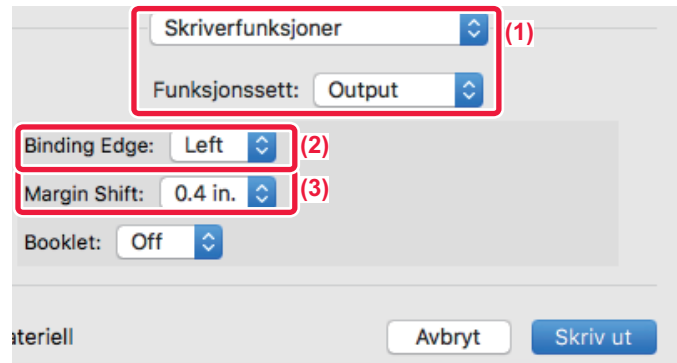 Skriverfunksjoner (1)
Funksjonssett: Output
Binding Edge: Left (2)
Margin Shift: 0.4 in. (3)
Booklet: Off
ateriell Avbryt Skriv ut